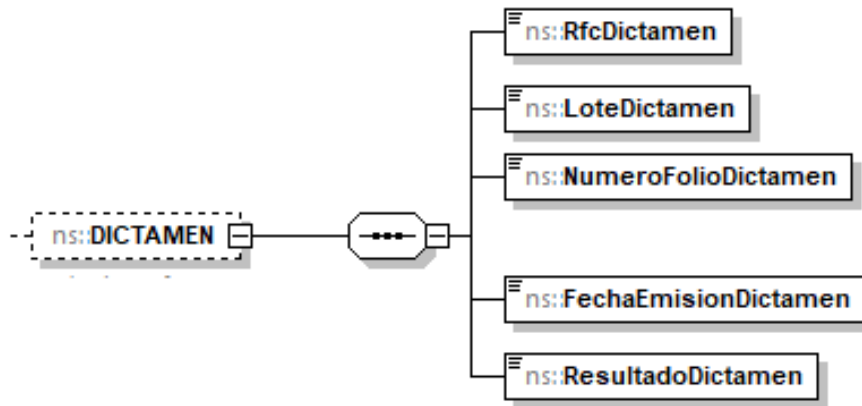 ns::RfcDictamen
ns::LoteDictamen
ns::NumeroFolioDictamen
ns::DICTAMEN
ns::FechaEmisionDictamen
ns::ResultadoDictamen